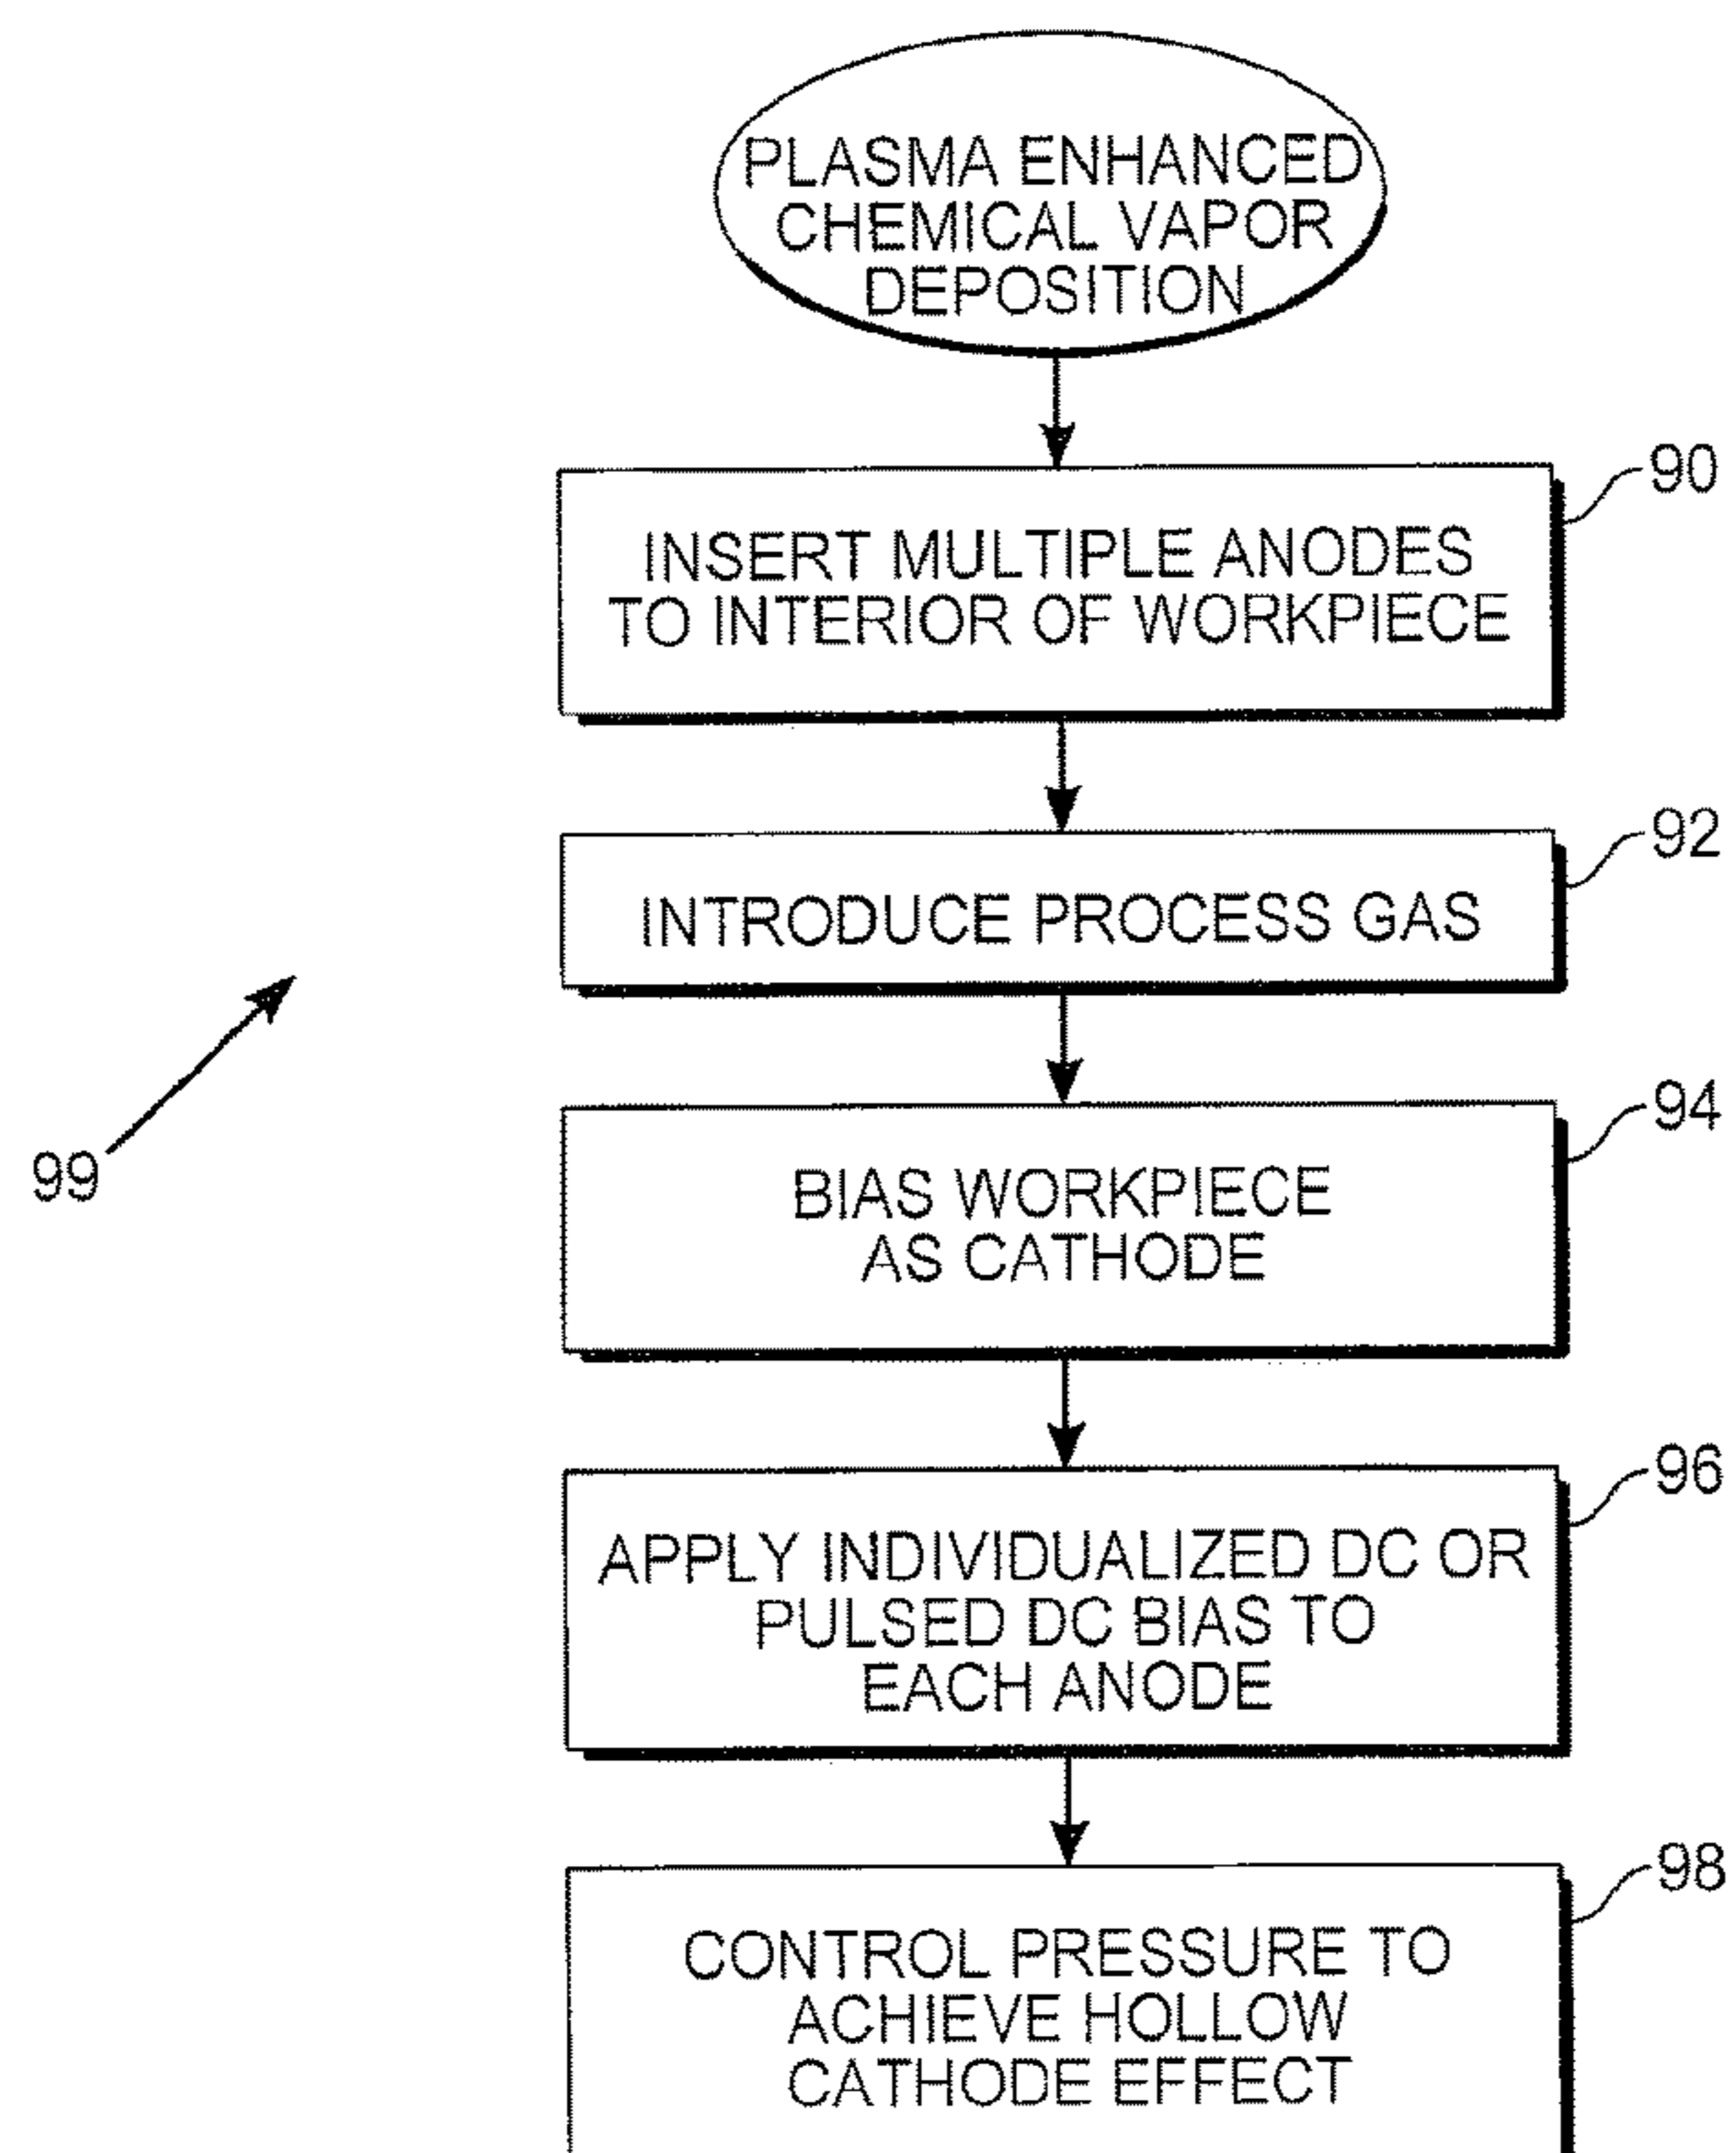 PLASMA ENHANCED
CHEMICAL VAPOR
DEPOSITION
90
INSERT MULTIPLE ANODES
TO INTERIOR OF WORKPIECE
92
INTRODUCE PROCESS GAS
94
BIAS WORKPIECE
AS CATHODE
99
96
APPLY INDIVIDUALIZED DC OR
PULSED DC BIAS TO
EACH ANODE
98
CONTROL PRESSURE TO
ACHIEVE HOLLOW
CATHODE EFFECT